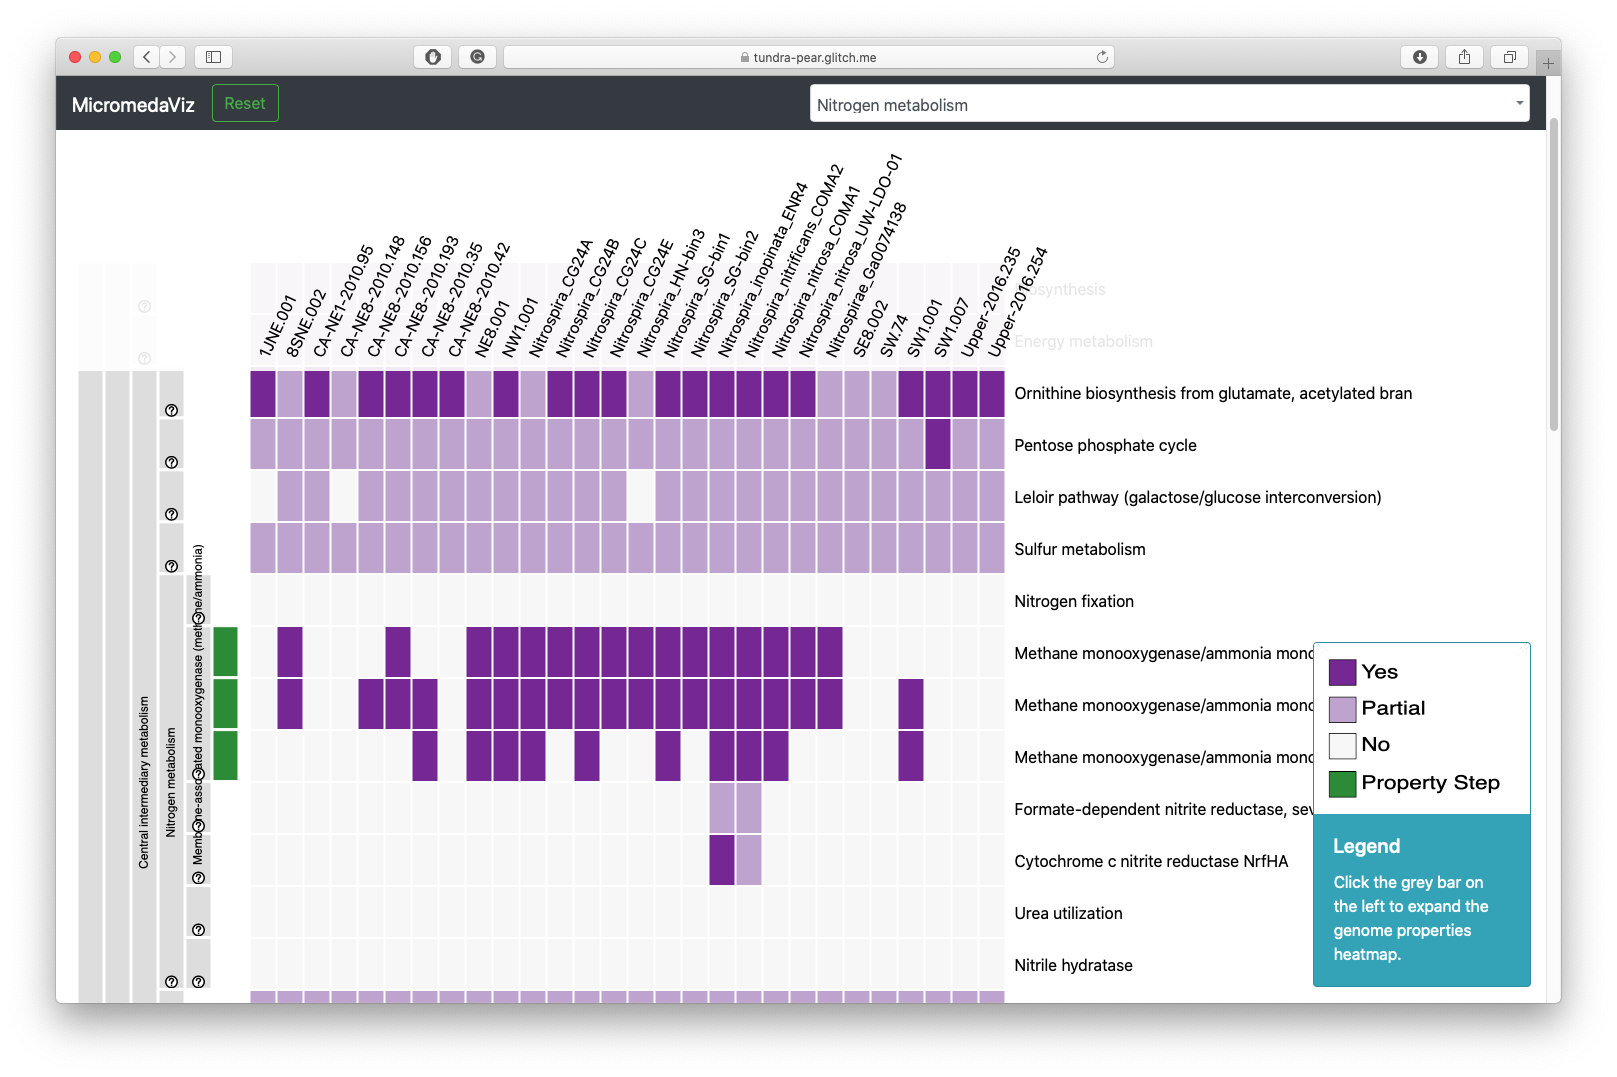 tundra-pear.glitch.me
MicromedaViz
Reset
Nitrogen metabolism
1JNE.001
8SNE.002
CA-NE1-2010.95
CA-NE8-2010.148
CA-NE8-2010.156
CA-NE8-2010.193
CA-NE8-2010.35
CA-NE8-2010.42
NE8.001
NW1.001
Nitrospira_CG24A
Nitrospira_CG24B
Nitrospira_CG24C
Nitrospira_CG24E
Nitrospira_HN-bin3
Nitrospira_SG-bin1
Nitrospira_SG-bin2
Nitrospira_inopinata_ENR4
Nitrospira_nitrificans_COMA2
Nitrospira_nitrosa_COMA1
Nitrospira_nitrosa_UW-LDO-01
Nitrospirae_Ga0074138
SE8.002
SW.74
SW1.001
SW1.007
Upper-2016.235
Upper-2016.254
Energy metabolism
Ornithine biosynthesis from glutamate, acetylated bran
Pentose phosphate cycle
Leloir pathway (galactose/glucose interconversion)
Sulfur metabolism
Nitrogen fixation
Methane monooxygenase/ammonia mono
Methane monooxygenase/ammonia mono
Methane monooxygenase/ammonia mono
Formate-dependent nitrite reductase, sev
Cytochrome c nitrite reductase NrfHA
Urea utilization
Nitrile hydratase
Central intermediary metabolism
Nitrogen metabolism
Membrane-associated monooxygenase (methane/ammonia)
Yes
Partial
No
Property Step
Legend
Click the grey bar on
the left to expand the
genome properties
heatmap.